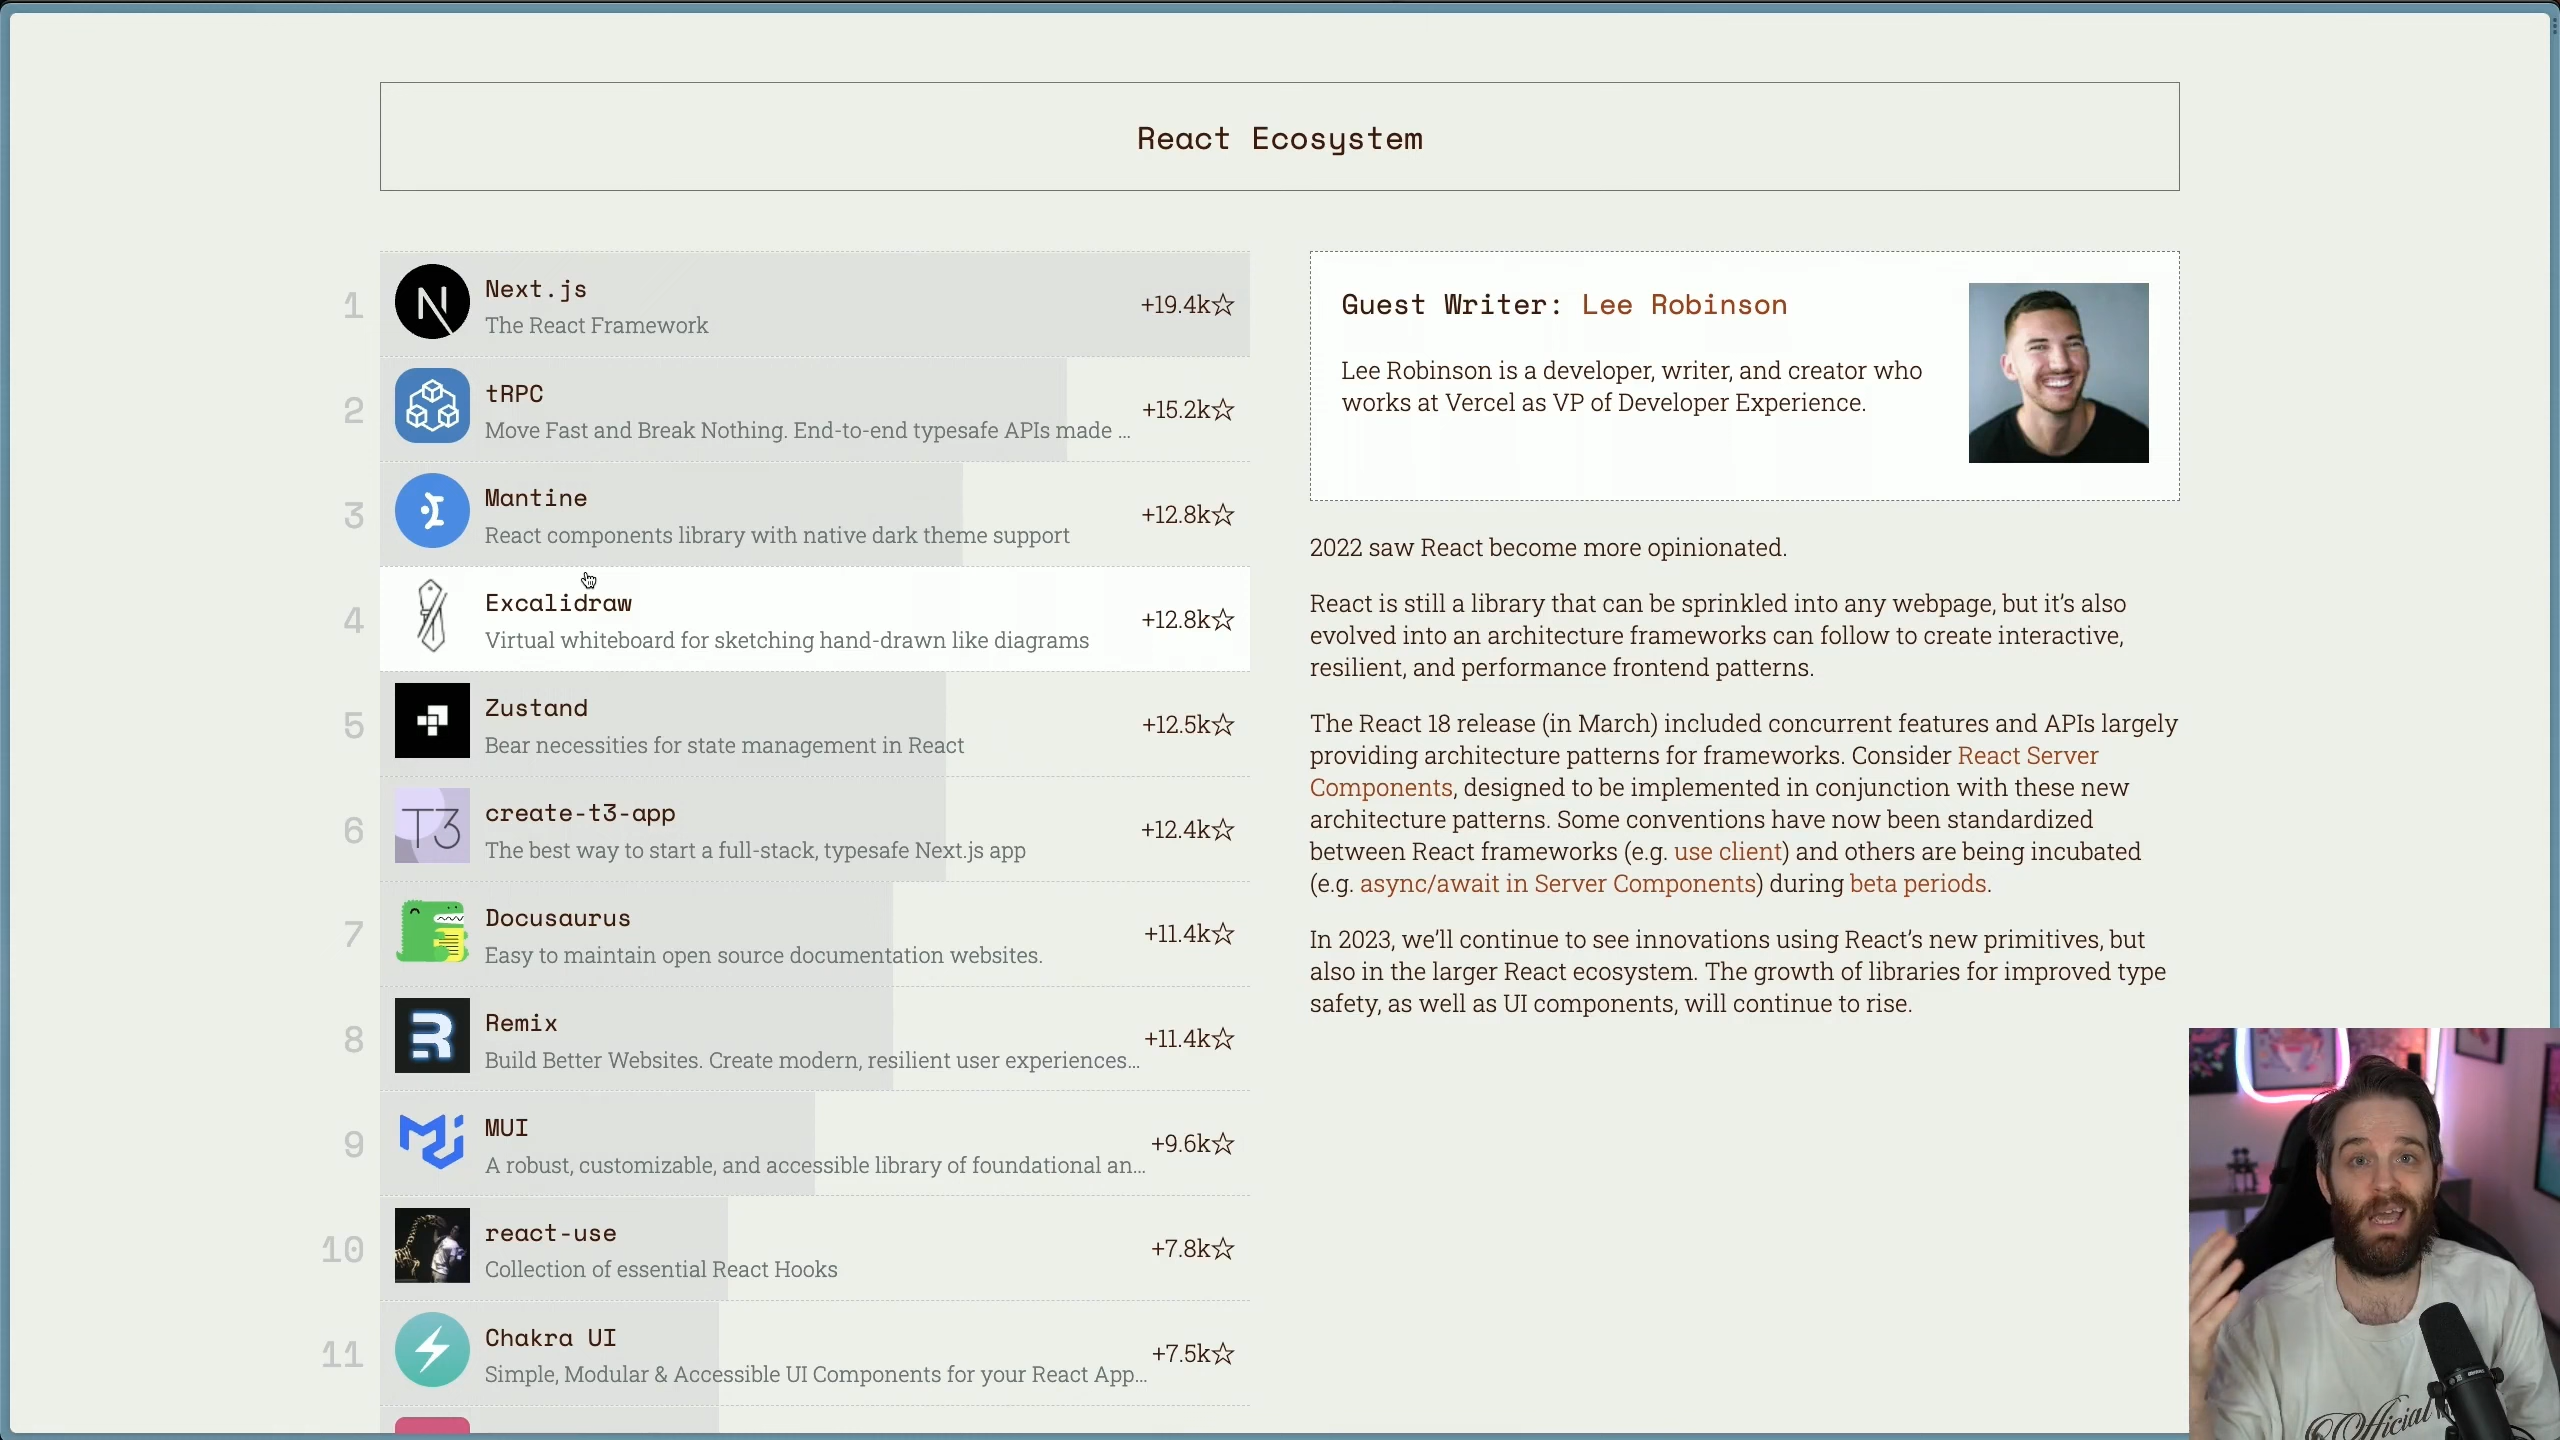 React Ecosystem
1
Next.js
The React Framework
+19.4k☆
2
tRPC
Move Fast and Break Nothing. End-to-end typesafe APIs made ...
+15.2k☆
3
Mantine
React components library with native dark theme support
+12.8k☆
4
Excalidraw
Virtual whiteboard for sketching hand-drawn like diagrams
+12.8k☆
5
Zustand
Bear necessities for state management in React
+12.5k☆
6
T3
create-t3-app
The best way to start a full-stack, typesafe Next.js app
+12.4k☆
7
Docusaurus
Easy to maintain open source documentation websites.
+11.4k☆
8
Remix
Build Better Websites. Create modern, resilient user experiences...
+11.4k☆
9
MUI
A robust, customizable, and accessible library of foundational an...
+9.6k☆
10
react-use
Collection of essential React Hooks
+7.8k☆
11
Chakra UI
Simple, Modular & Accessible UI Components for your React App...
+7.5k☆
Guest Writer: Lee Robinson
Lee Robinson is a developer, writer, and creator who
works at Vercel as VP of Developer Experience.
2022 saw React become more opinionated.
React is still a library that can be sprinkled into any webpage, but it’s also
evolved into an architecture frameworks can follow to create interactive,
resilient, and performance frontend patterns.
The React 18 release (in March) included concurrent features and APIs largely
providing architecture patterns for frameworks. Consider React Server
Components, designed to be implemented in conjunction with these new
architecture patterns. Some conventions have now been standardized
between React frameworks (e.g. use client) and others are being incubated
(e.g. async/await in Server Components) during beta periods.
In 2023, we’ll continue to see innovations using React’s new primitives, but
also in the larger React ecosystem. The growth of libraries for improved type
safety, as well as UI components, will continue to rise.
Official